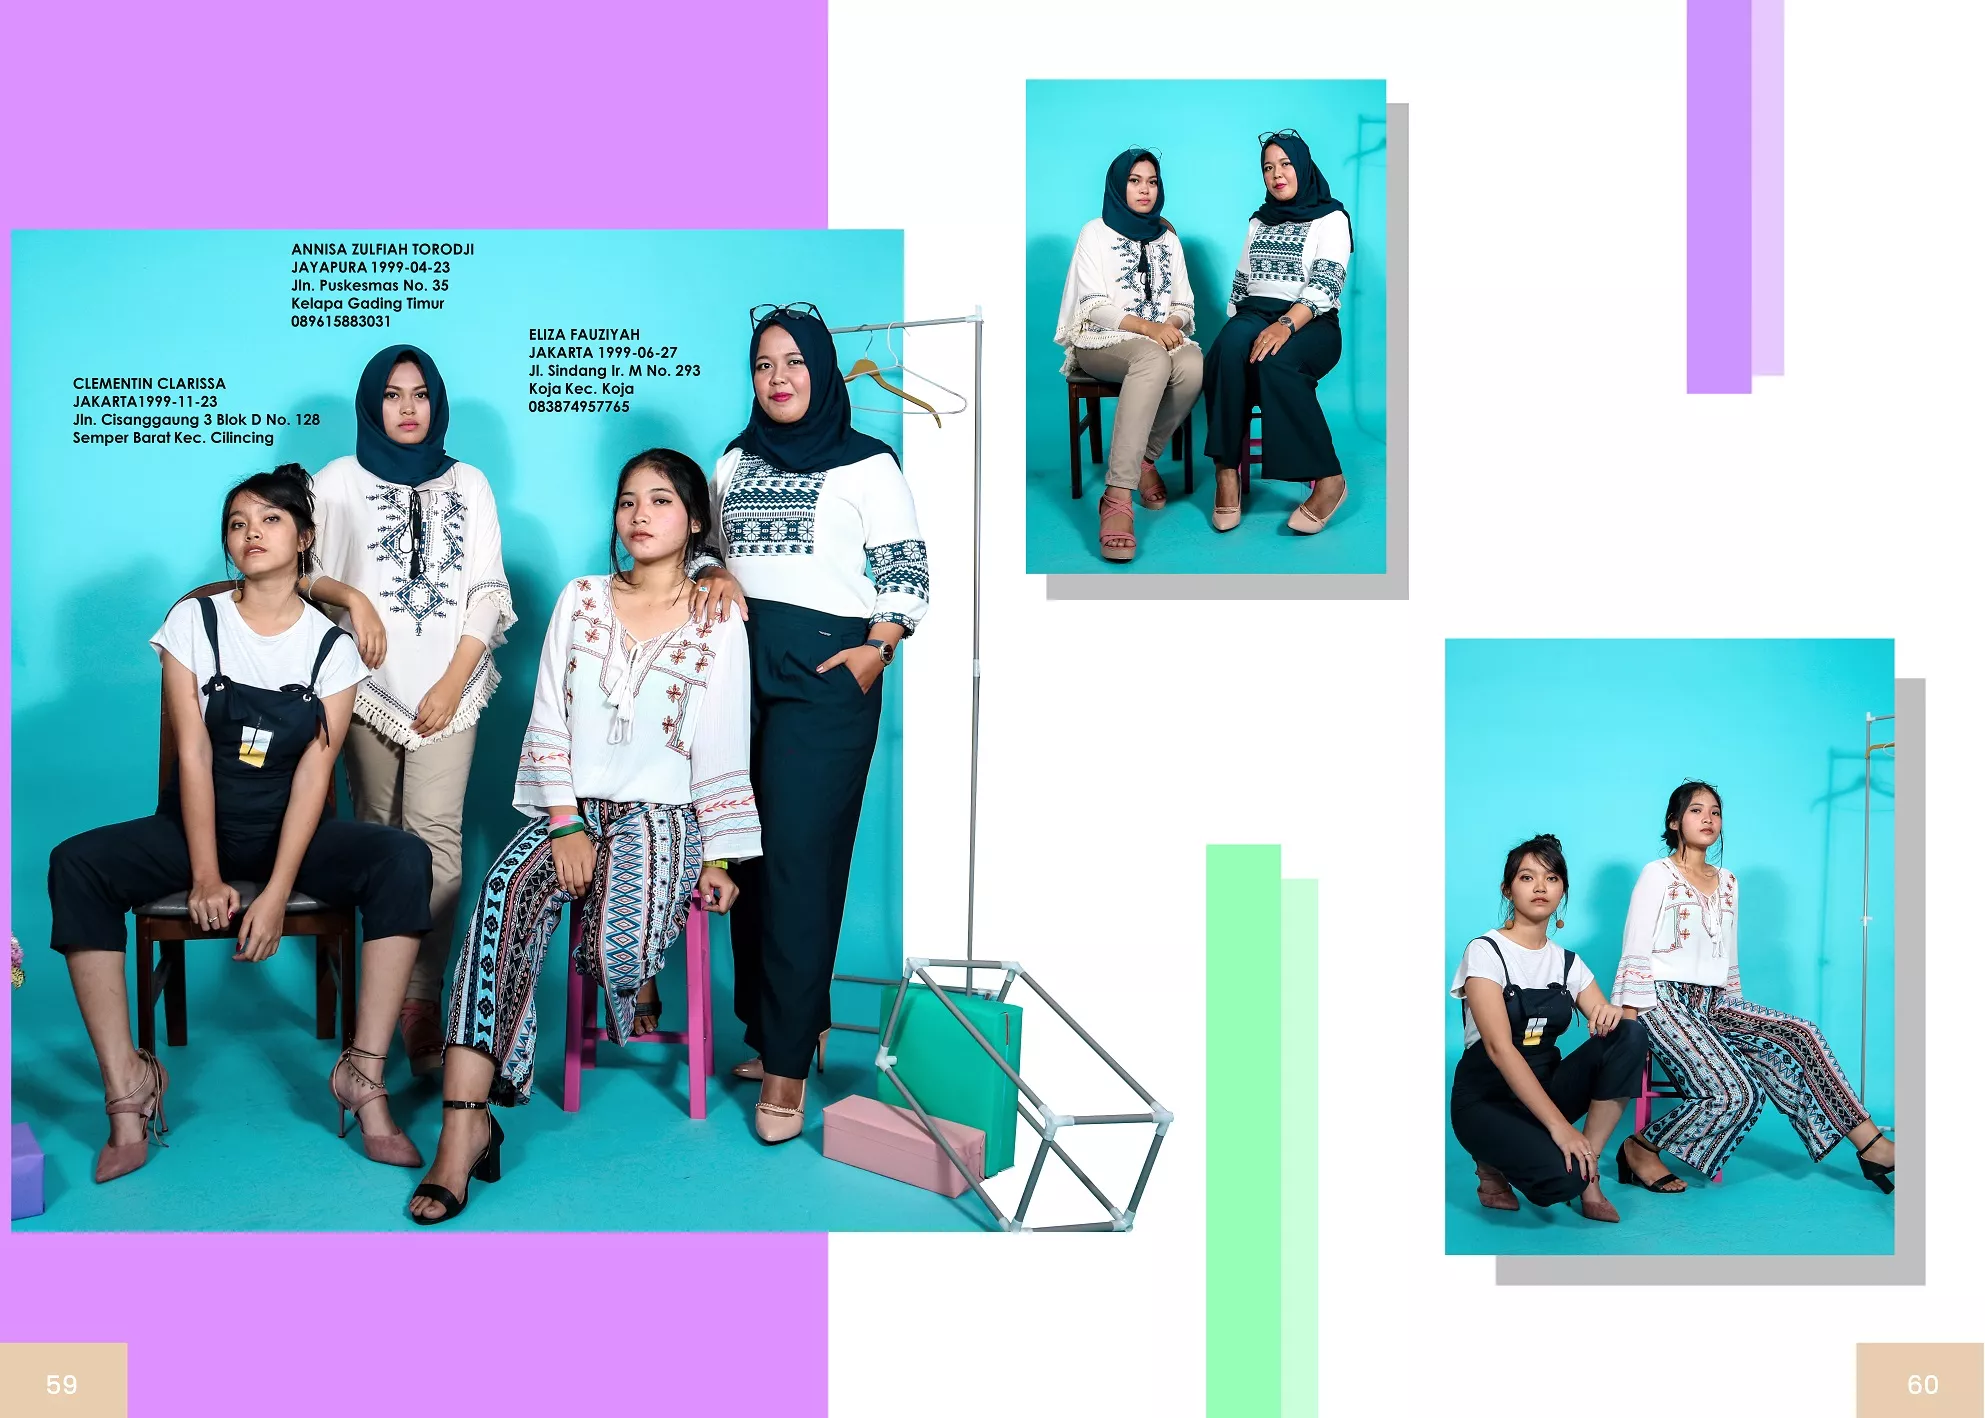 ANNISA ZULFIAH TORODJI
JAYAPURA 1999-04-23
Jln. Puskesmas No. 35
Kelapa Gading Timur
089615883031
ELIZA FAUZIYAH
JAKARTA 1999-06-27
Jl. Sindang Ir. M No. 293
Koja Kec. Koja
083874957765
CLEMENTIN CLARISSA
JAKARTA1999-11-23
Jln. Cisanggaung 3 Blok D No. 128
Semper Barat Kec. Cilincing
59
60